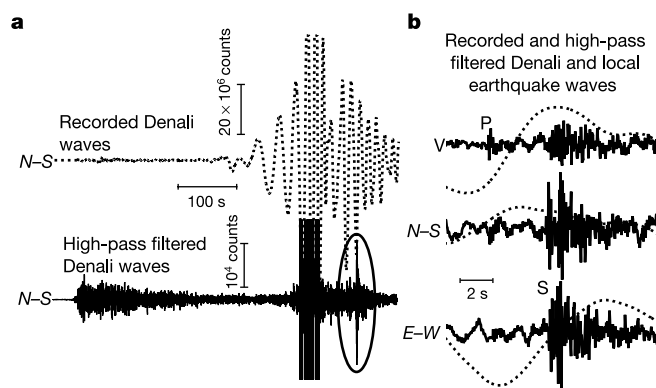 a
20 × 10⁶ counts
Recorded Denali
waves
N–S
100 s
High-pass filtered
Denali waves
10⁴ counts
N–S
b
Recorded and high-pass
filtered Denali and local
earthquake waves
P
V
N–S
2 s
S
E–W